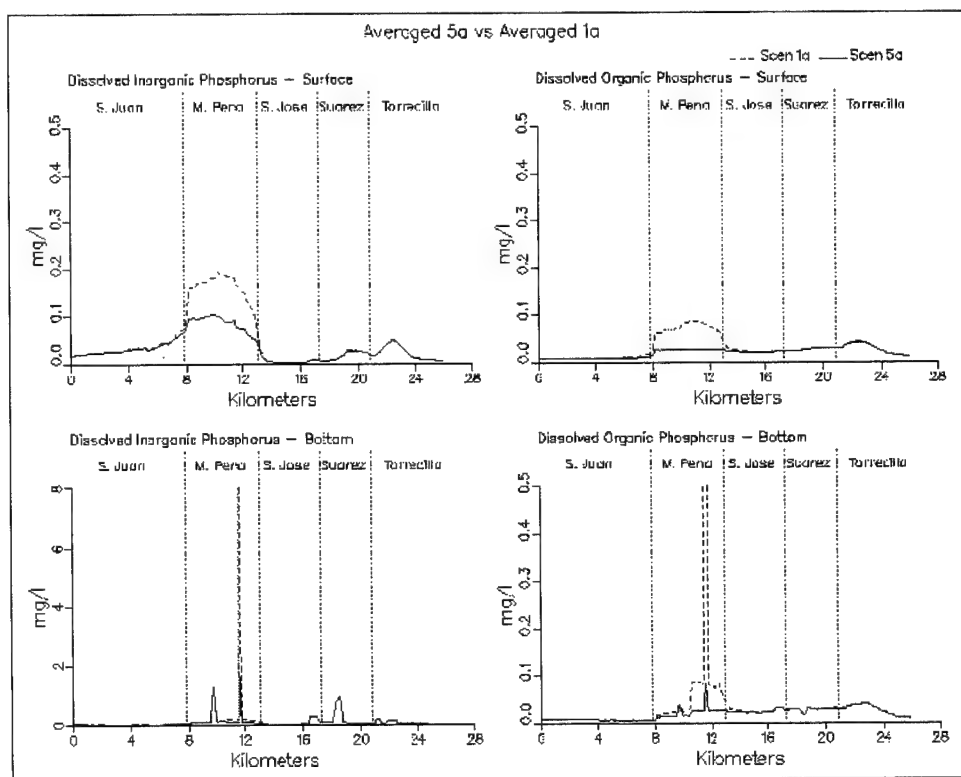 Averaged 5a vs Averaged 1a
Scen 1a Scen 5a
Dissolved Inorganic Phosphorus – Surface
S. Juan M. Pena S. Jose Suarez Torrecilla
mg/l
0.5
0.4
0.3
0.2
0.1
0.0
0 4 8 12 16 20 24 28
Kilometers
Dissolved Organic Phosphorus – Surface
S. Juan M. Pena S. Jose Suarez Torrecilla
mg/l
0.5
0.4
0.3
0.2
0.1
0.0
0 4 8 12 16 20 24 28
Kilometers
Dissolved Inorganic Phosphorus – Bottom
S. Juan M. Pena S. Jose Suarez Torrecilla
mg/l
8
6
4
2
0
0 4 8 12 16 20 24 28
Kilometers
Dissolved Organic Phosphorus – Bottom
S. Juan M. Pena S. Jose Suarez Torrecilla
mg/l
0.5
0.4
0.3
0.2
0.1
0.0
0 4 8 12 16 20 24 28
Kilometers